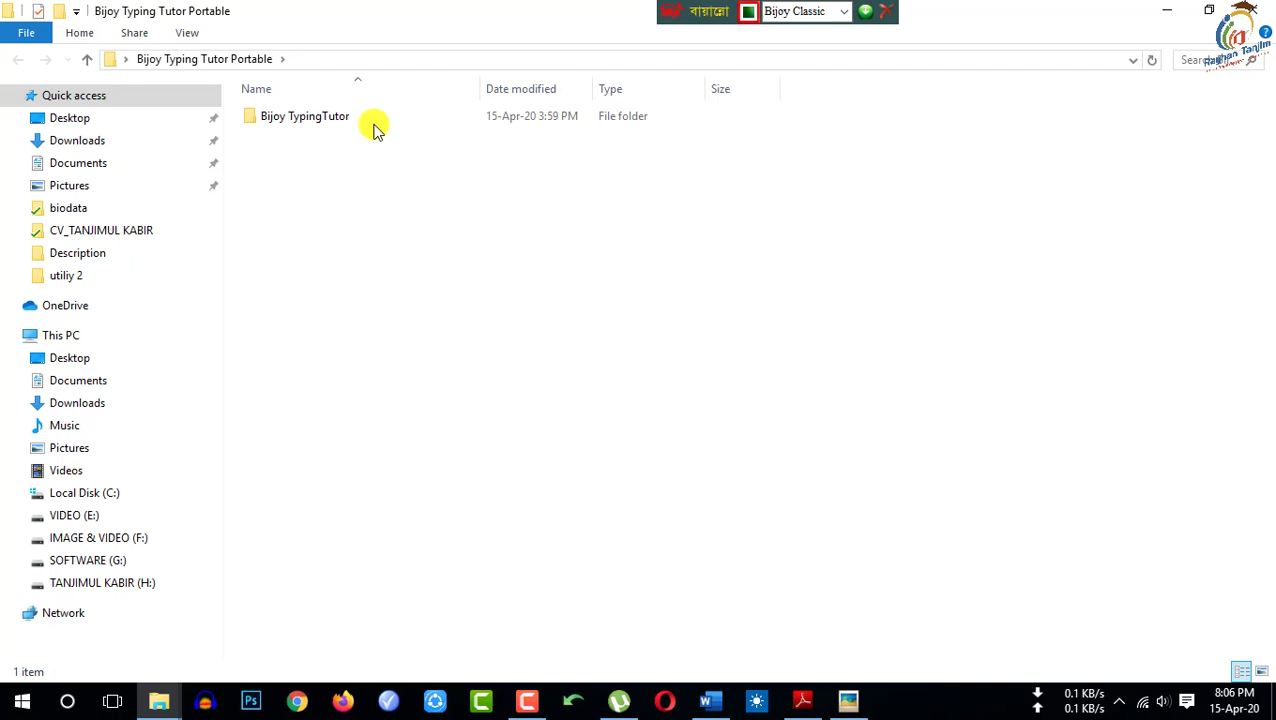 Bijoy Typing Tutor Portable
বায়ান্নো
Bijoy Classic
File
Home
Share
View
Bijoy Typing Tutor Portable
Raghan Tanjim
Name
Date modified
Type
Size
Bijoy TypingTutor
15-Apr-20 3:59 PM
File folder
Quick access
Desktop
Downloads
Documents
Pictures
biodata
CV_TANJIMUL KABIR
Description
utiliy 2
OneDrive
This PC
Desktop
Documents
Downloads
Music
Pictures
Videos
Local Disk (C:)
VIDEO (E:)
IMAGE & VIDEO (F:)
SOFTWARE (G:)
TANJIMUL KABIR (H:)
Network
1 item
Ps
0.1 KB/s
0.1 KB/s
8:06 PM
15-Apr-20